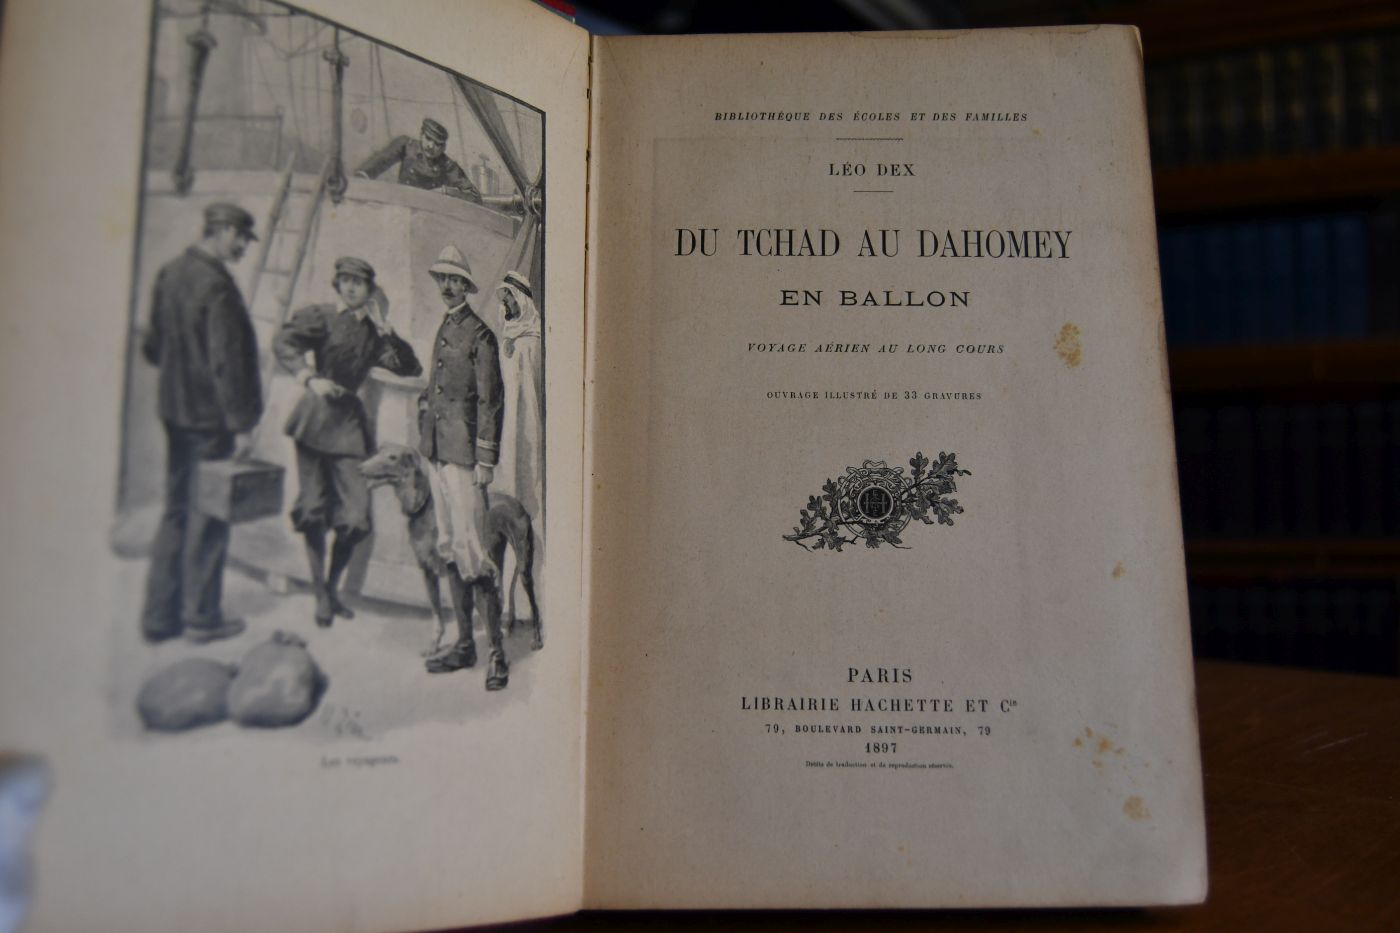 Les voyageurs.
BIBLIOTHÈQUE DES ÉCOLES ET DES FAMILLES
LÉO DEX
DU TCHAD AU DAHOMEY
EN BALLON
VOYAGE AÉRIEN AU LONG COURS
OUVRAGE ILLUSTRÉ DE 33 GRAVURES
PARIS
LIBRAIRIE HACHETTE ET Cie
79, BOULEVARD SAINT-GERMAIN, 79
1897
Droits de traduction et de reproduction réservés.